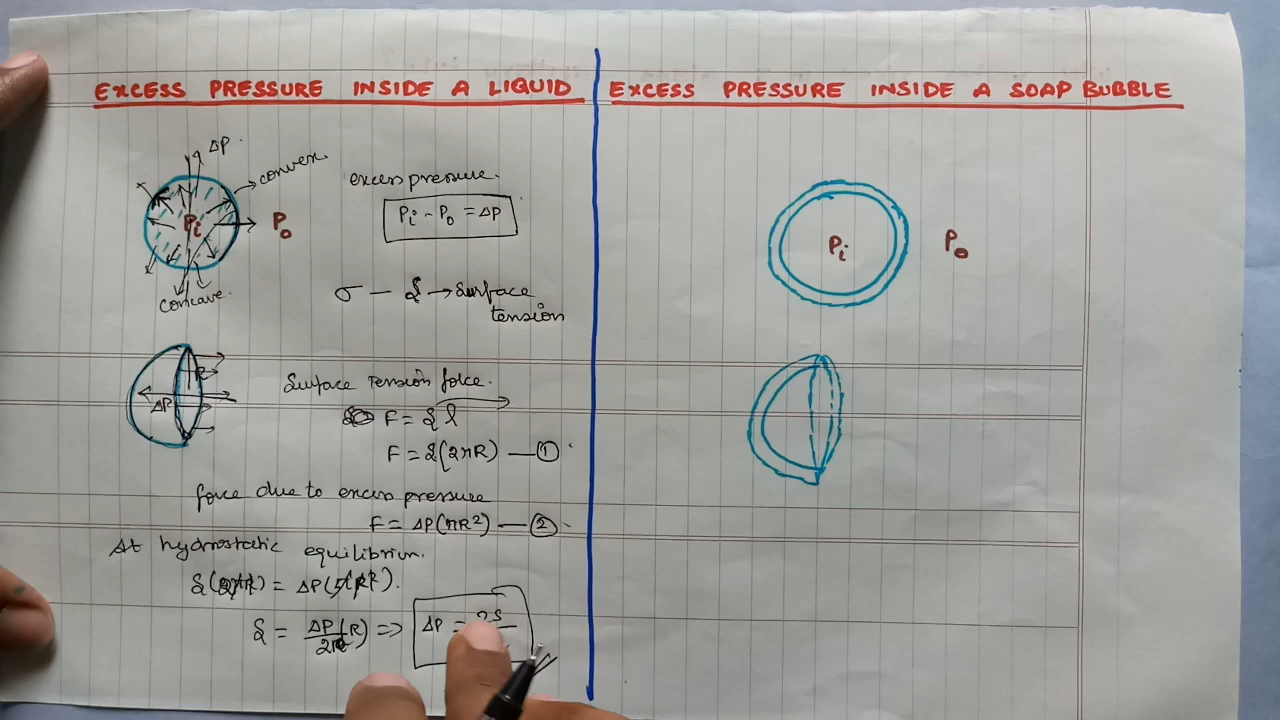 EXCESS PRESSURE INSIDE A LIQUID
ΔP.
convex.
Pi
P0
concave.
excess pressure.
Pi - P0 = ΔP
σ - S → Surface
tension
R
ΔP
Surface tension force.
F = S l
F = S(2πR) — ①
force due to excess pressure
F = ΔP(πR²) — ②
At hydrostatic equilibrium.
ΔP
EXCESS PRESSURE INSIDE A SOAP BUBBLE
Pi
P0